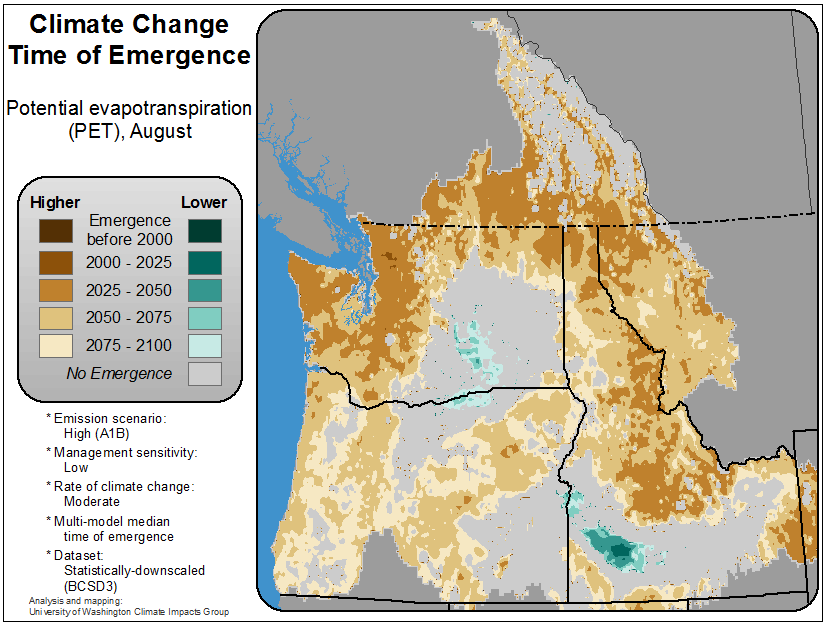 Climate Change
Time of Emergence
Potential evapotranspiration
(PET), August
Higher
Lower
Emergence
before 2000
2000 - 2025
2025 - 2050
2050 - 2075
2075 - 2100
No Emergence
* Emission scenario:
High (A1B)
* Management sensitivity:
Low
* Rate of climate change:
Moderate
* Multi-model median
time of emergence
* Dataset:
Statistically-downscaled
(BCSD3)
Analysis and mapping:
University of Washington Climate Impacts Group